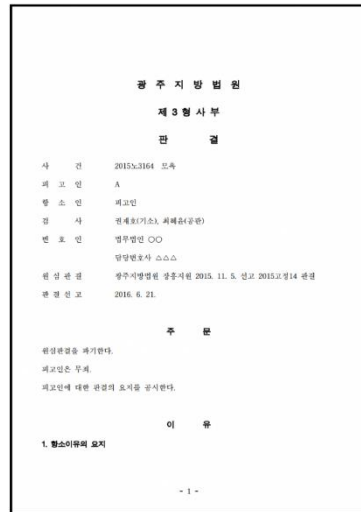 광 주 지 방 법 원
제 3 형 사 부
판 결
사 건 2015노3164 모욕
피 고 인 A
항 소 인 피고인
검 사 권재호(기소), 최혜윤(공판)
변 호 인 법무법인 ○○
담당변호사 △△△
원 심 판 결 광주지방법원 장흥지원 2015. 11. 5. 선고 2015고정14 판결
판 결 선 고 2016. 6. 21.
주 문
원심판결을 파기한다.
피고인은 무죄.
피고인에 대한 판결의 요지를 공시한다.
이 유
1. 항소이유의 요지
- 1 -